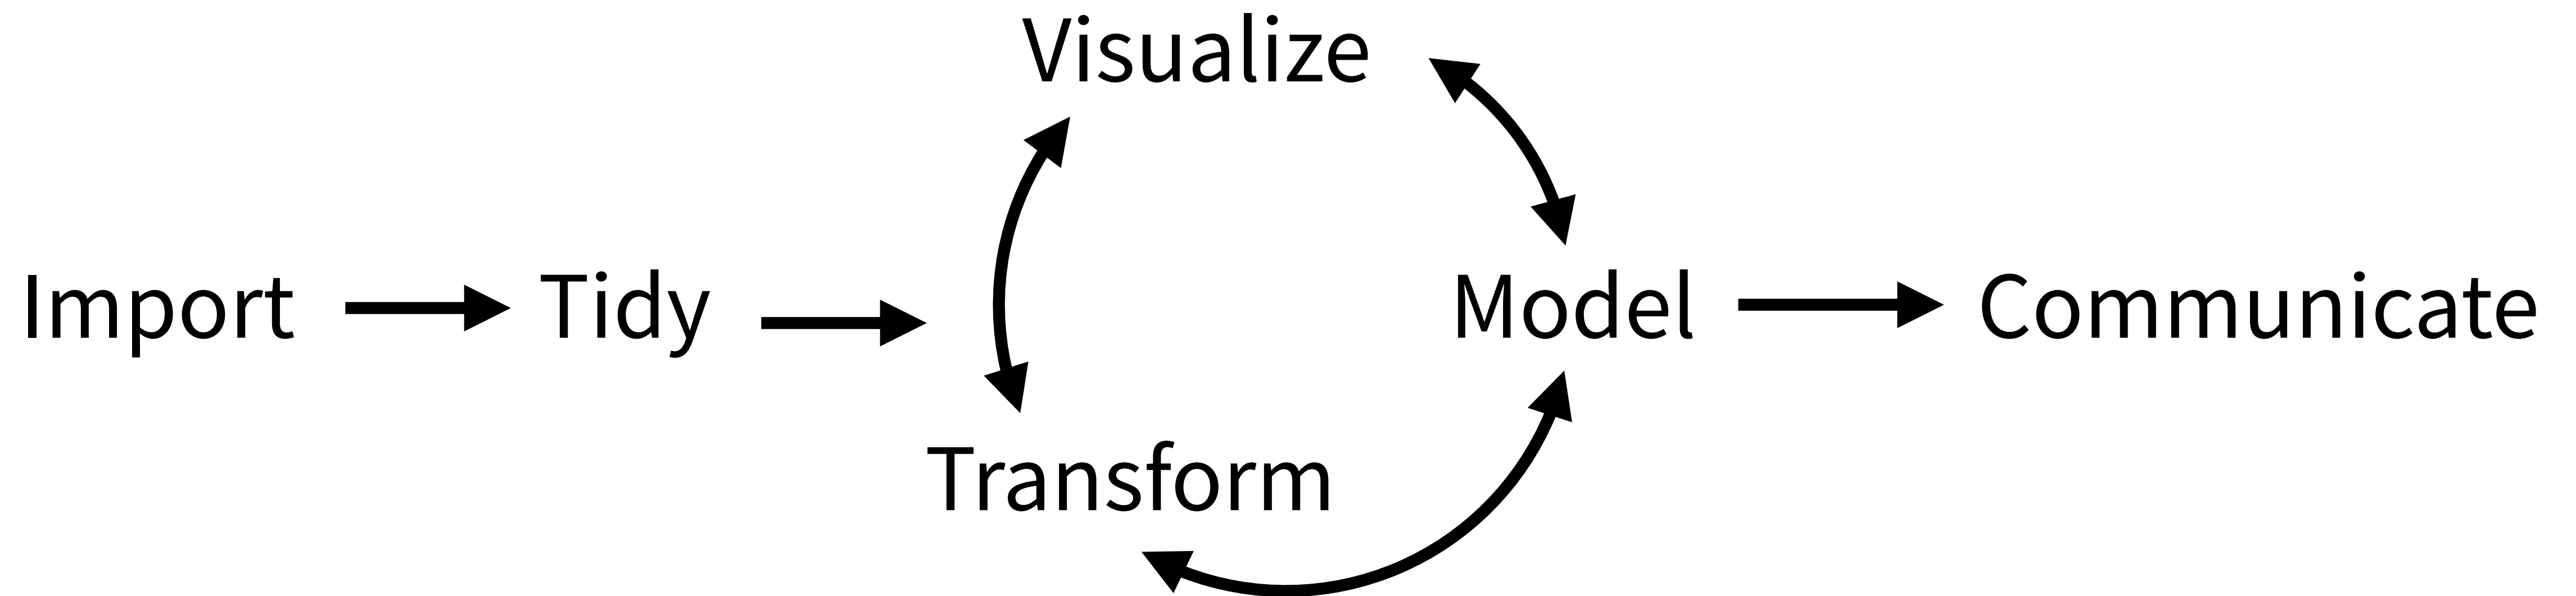 Visualize
Import
Tidy
Model
Communicate
Transform